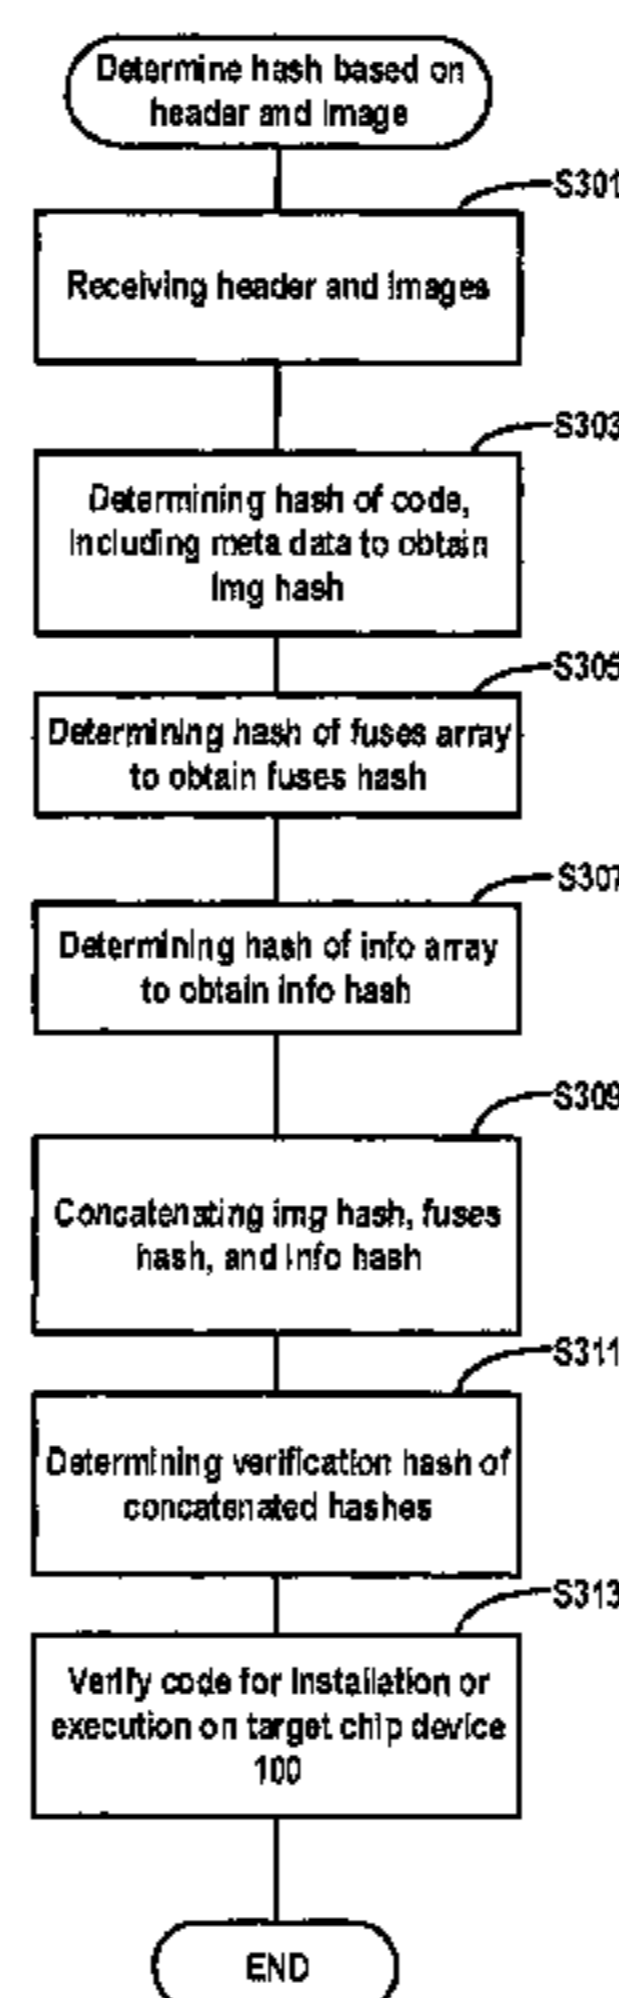 Determine hash based on
header and Image
S301
Receiving header and Images
S303
Determining hash of code,
Including meta data to obtain
Img hash
S305
Determining hash of fuses array
to obtain fuses hash
S307
Determining hash of info array
to obtain info hash
S309
Concatenating img hash, fuses
hash, and info hash
S311
Determining verification hash of
concatenated hashes
S313
Verify code for Installation or
execution on target chip device
100
END